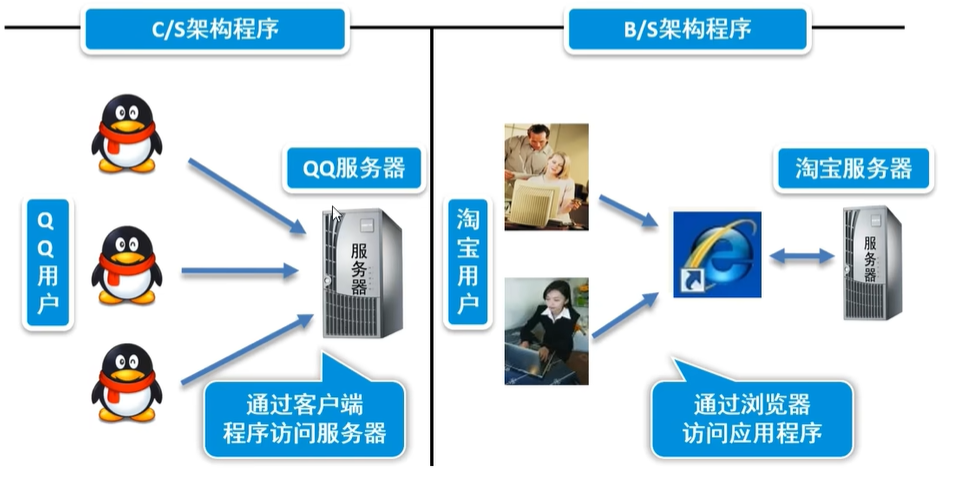 C/S架构程序
QQ服务器
QQ用户
服务器
通过客户端
程序访问服务器
B/S架构程序
淘宝服务器
淘宝用户
服务器
通过浏览器
访问应用程序